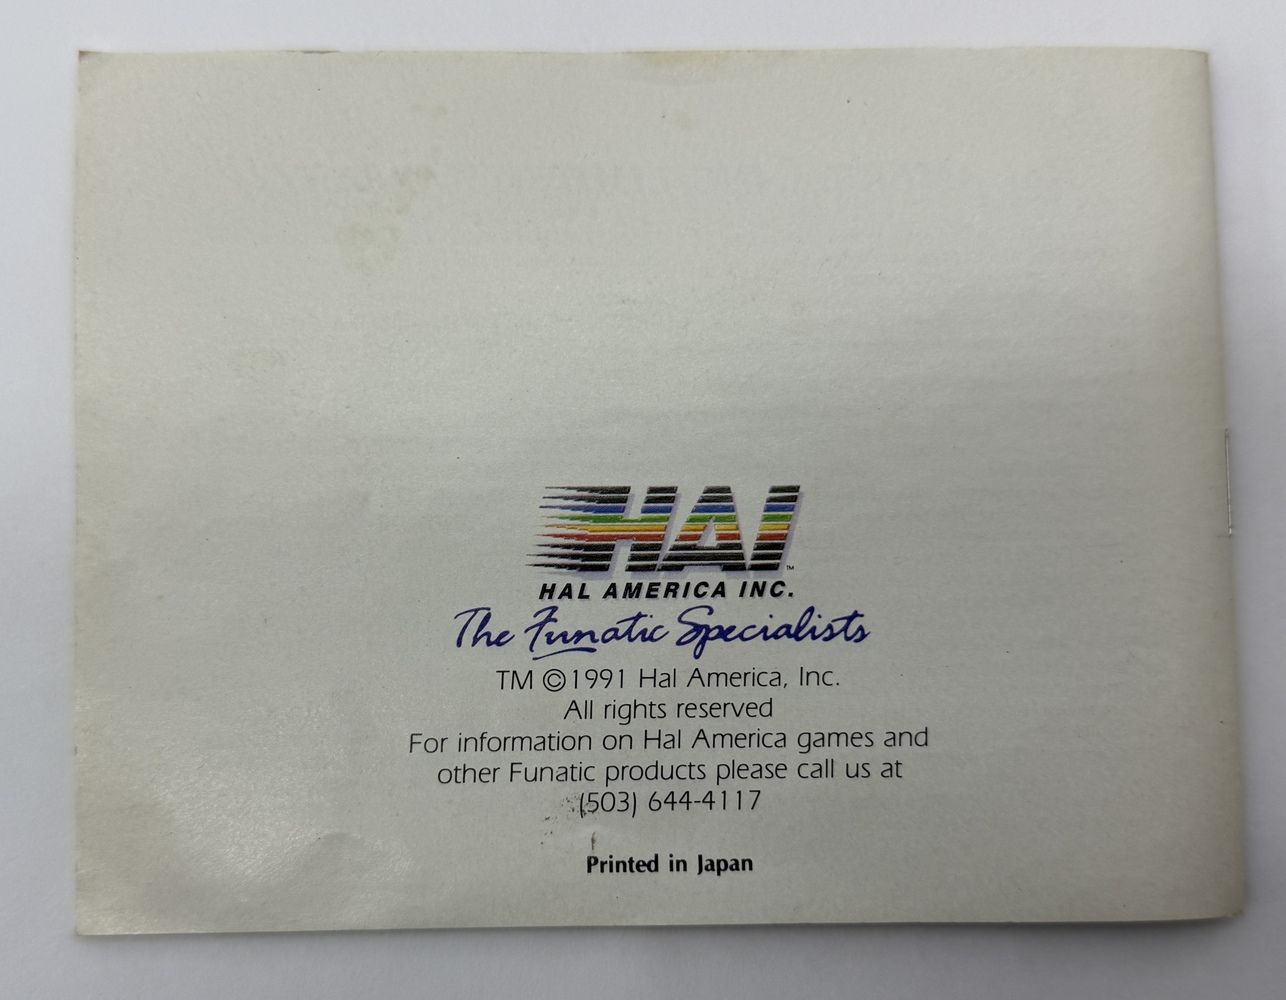 HAL
™
HAL AMERICA INC.
The Funatic Specialists
TM ©1991 Hal America, Inc.
All rights reserved
For information on Hal America games and
other Funatic products please call us at
(503) 644-4117
Printed in Japan